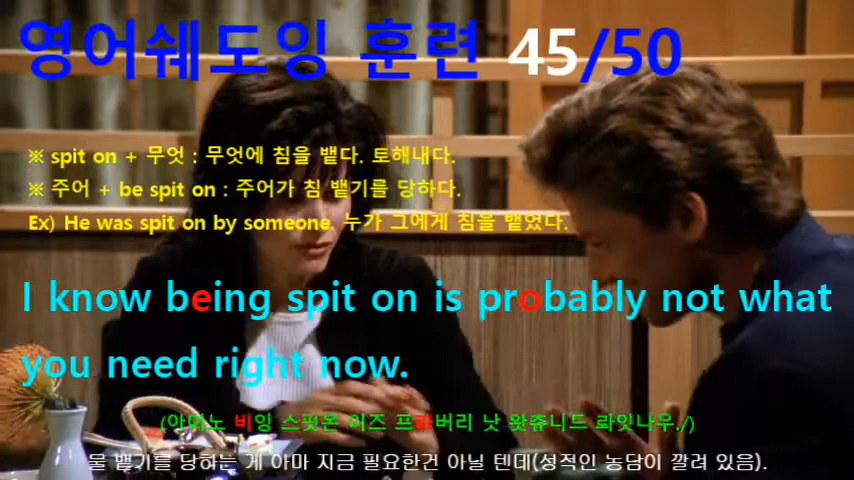 영어쉐도잉 훈련 45/50
※ spit on + 무엇 : 무엇에 침을 뱉다. 토해내다.
※ 주어 + be spit on : 주어가 침 뱉기를 당하다.
Ex) He was spit on by someone. 누가 그에게 침을 뱉었다.
I know being spit on is probably not what
you need right now.
(아이노 비잉 스핏온 이즈 프라버리 낫 왓츄니드 롸잇나우./)
물 뱉기를 당하는 게 아마 지금 필요한건 아닐 텐데(성적인 농담이 깔려 있음).